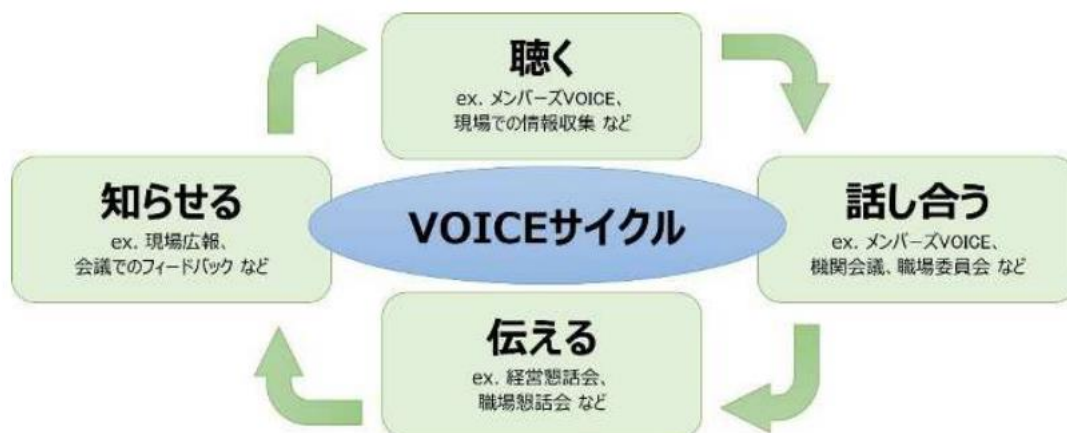 聴く
ex. メンバーズVOICE、
現場での情報収集 など
知らせる
ex. 現場広報、
会議でのフィードバック など
VOICEサイクル
話し合う
ex. メンバーズVOICE、
機関会議、職場委員会 など
伝える
ex. 経営懇話会、
職場懇話会 など